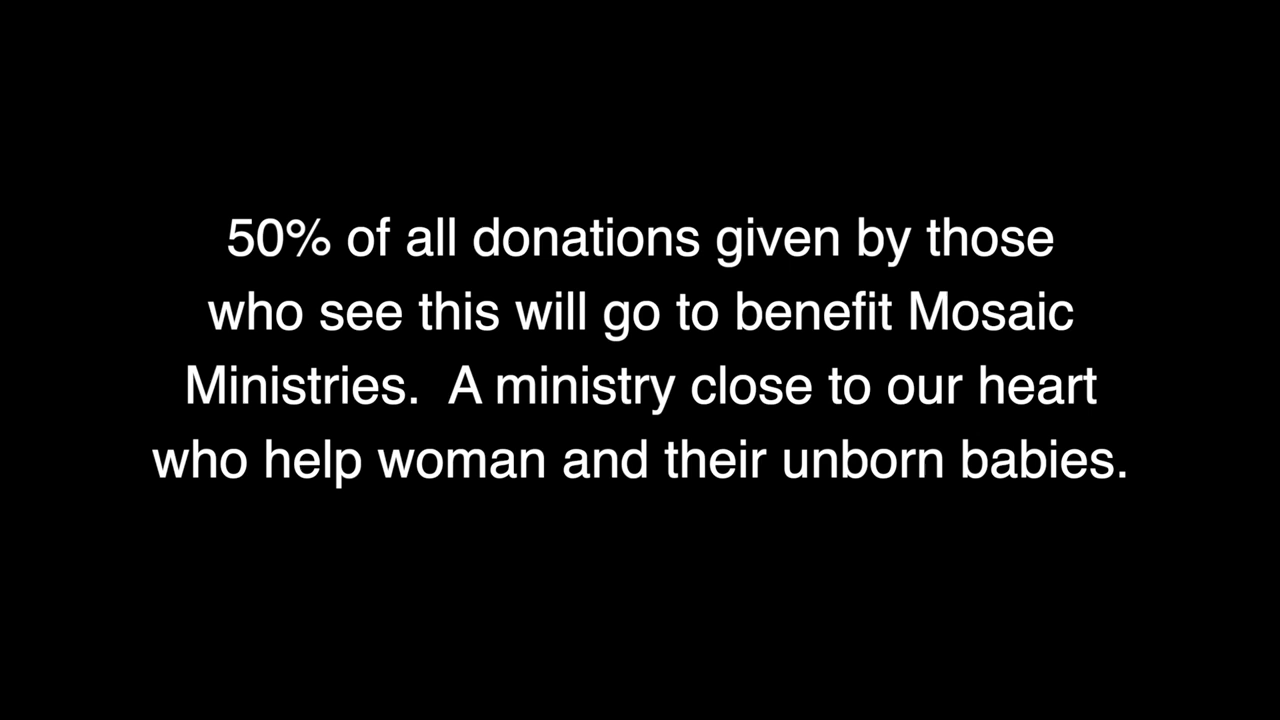 50% of all donations given by those
who see this will go to benefit Mosaic
Ministries.  A ministry close to our heart
who help woman and their unborn babies.